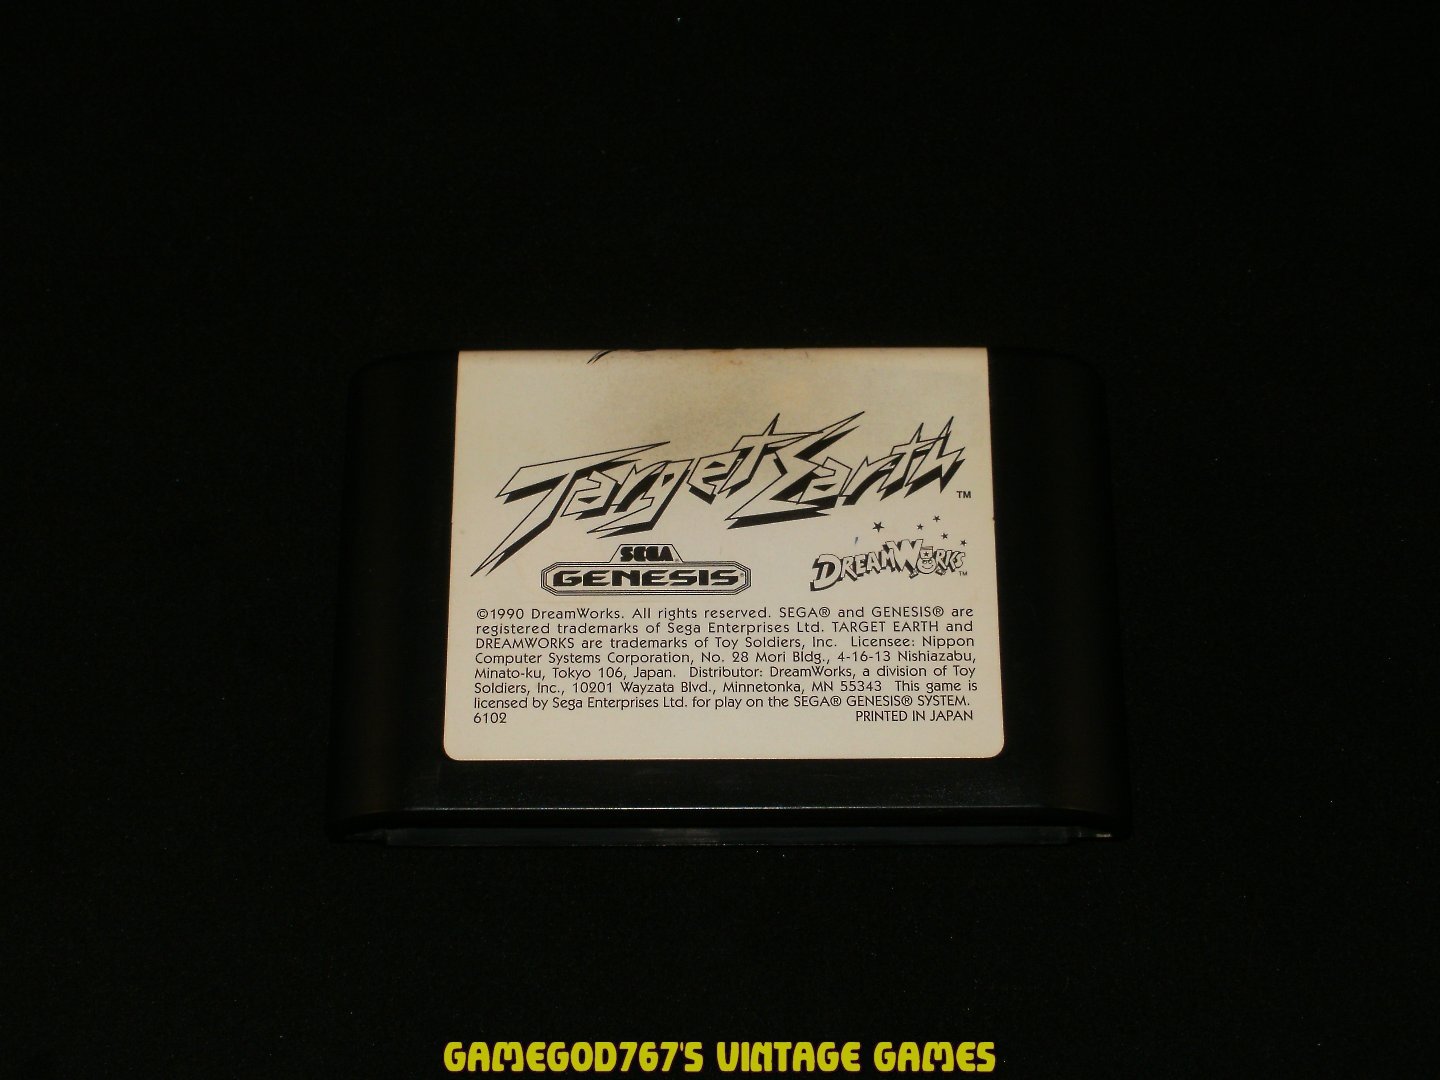 Target Earth™
SEGA
GENESIS®
DREAMWORKS™
©1990 DreamWorks. All rights reserved. SEGA® and GENESIS® are
registered trademarks of Sega Enterprises Ltd. TARGET EARTH and
DREAMWORKS are trademarks of Toy Soldiers, Inc. Licensee: Nippon
Computer Systems Corporation, No. 28 Mori Bldg., 4-16-13 Nishiazabu,
Minato-ku, Tokyo 106, Japan. Distributor: DreamWorks, a division of Toy
Soldiers, Inc., 10201 Wayzata Blvd., Minnetonka, MN 55343 This game is
licensed by Sega Enterprises Ltd. for play on the SEGA® GENESIS® SYSTEM.
6102 PRINTED IN JAPAN
GAMEGOD767'S VINTAGE GAMES